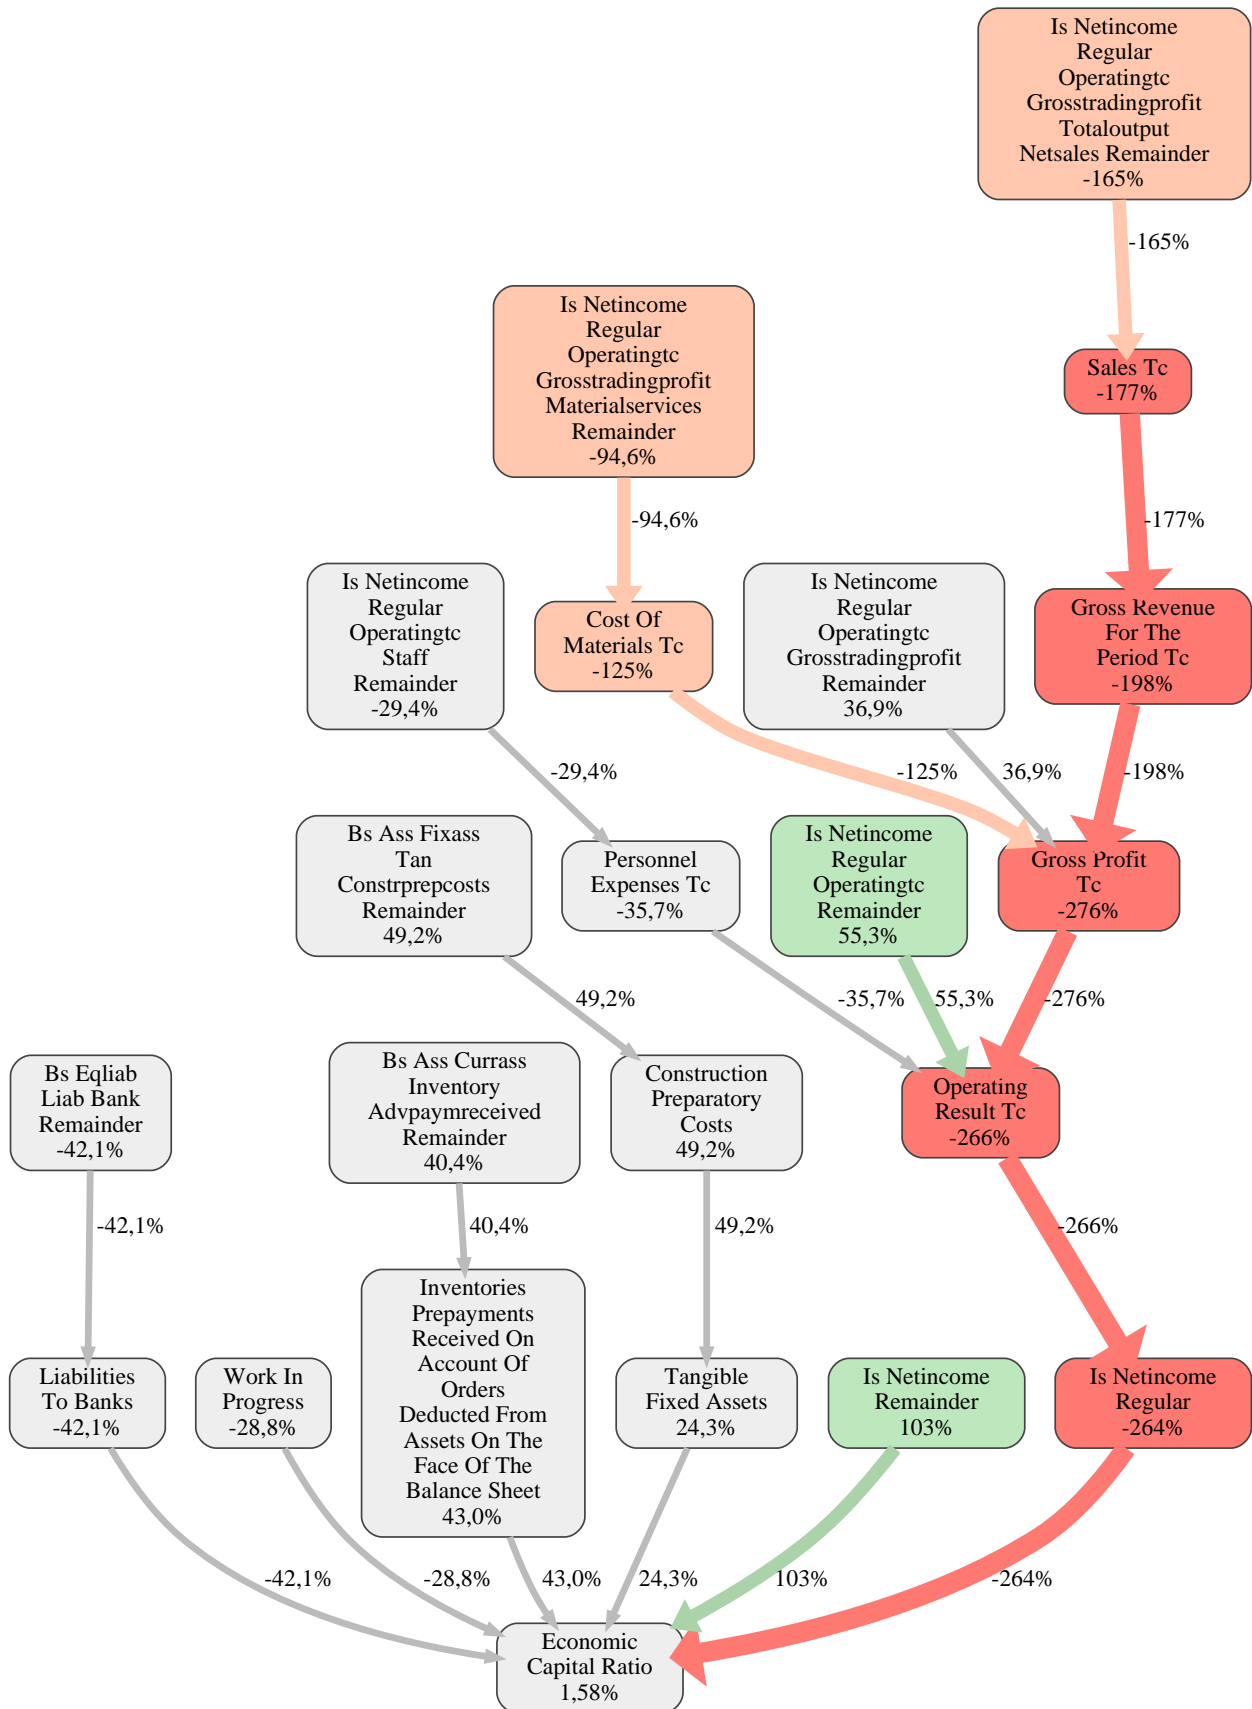 Is Netincome
Regular
Operatingtc
Grosstradingprofit
Totaloutput
Netsales Remainder
-165%
-165%
Is Netincome
Regular
Operatingtc
Grosstradingprofit
Materialservices
Remainder
-94,6%
Sales Tc
-177%
-94,6%
-177%
Is Netincome
Regular
Operatingtc
Staff
Remainder
-29,4%
Cost Of
Materials Tc
-125%
Is Netincome
Regular
Operatingtc
Grosstradingprofit
Remainder
36,9%
Gross Revenue
For The
Period Tc
-198%
-29,4%
-125%
36,9%
-198%
Bs Ass Fixass
Tan
Constrprepcosts
Remainder
49,2%
Personnel
Expenses Tc
-35,7%
Is Netincome
Regular
Operatingtc
Remainder
55,3%
Gross Profit
Tc
-276%
49,2%
-35,7%
55,3%
-276%
Bs Eqliab
Liab Bank
Remainder
-42,1%
Bs Ass Currass
Inventory
Advpaymreceived
Remainder
40,4%
Construction
Preparatory
Costs
49,2%
Operating
Result Tc
-266%
-42,1%
40,4%
49,2%
-266%
Liabilities
To Banks
-42,1%
Work In
Progress
-28,8%
Inventories
Prepayments
Received On
Account Of
Orders
Deducted From
Assets On The
Face Of The
Balance Sheet
43,0%
Tangible
Fixed Assets
24,3%
Is Netincome
Remainder
103%
Is Netincome
Regular
-264%
-42,1%
-28,8%
43,0%
24,3%
103%
-264%
Economic
Capital Ratio
1,58%